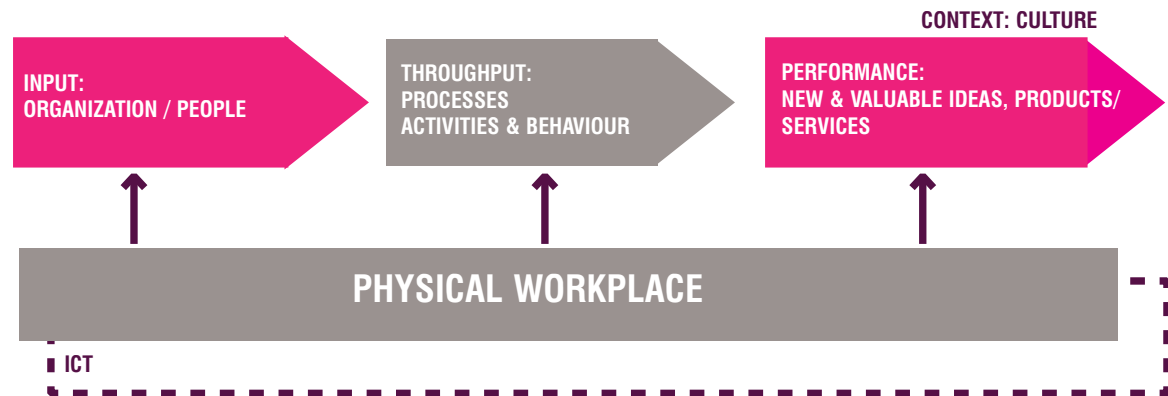 CONTEXT: CULTURE
INPUT:
ORGANIZATION / PEOPLE
THROUGHPUT:
PROCESSES
ACTIVITIES & BEHAVIOUR
PERFORMANCE:
NEW & VALUABLE IDEAS, PRODUCTS/
SERVICES
PHYSICAL WORKPLACE
ICT